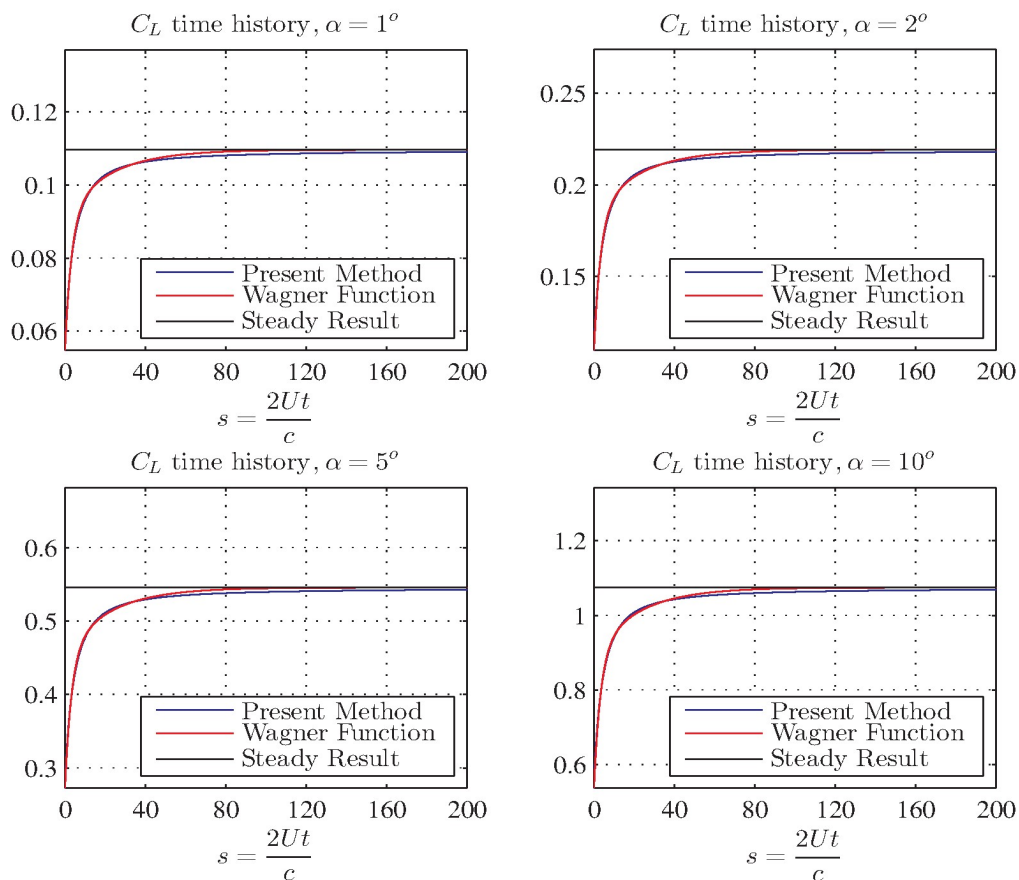 C_L time history, α = 1^o
0.12
0.1
0.08
0.06
Present Method
Wagner Function
Steady Result
0 40 80 120 160 200
s = 2Ut/c
C_L time history, α = 2^o
0.25
0.2
0.15
Present Method
Wagner Function
Steady Result
0 40 80 120 160 200
s = 2Ut/c
C_L time history, α = 5^o
0.6
0.5
0.4
0.3
Present Method
Wagner Function
Steady Result
0 40 80 120 160 200
s = 2Ut/c
C_L time history, α = 10^o
1.2
1
0.8
0.6
Present Method
Wagner Function
Steady Result
0 40 80 120 160 200
s = 2Ut/c